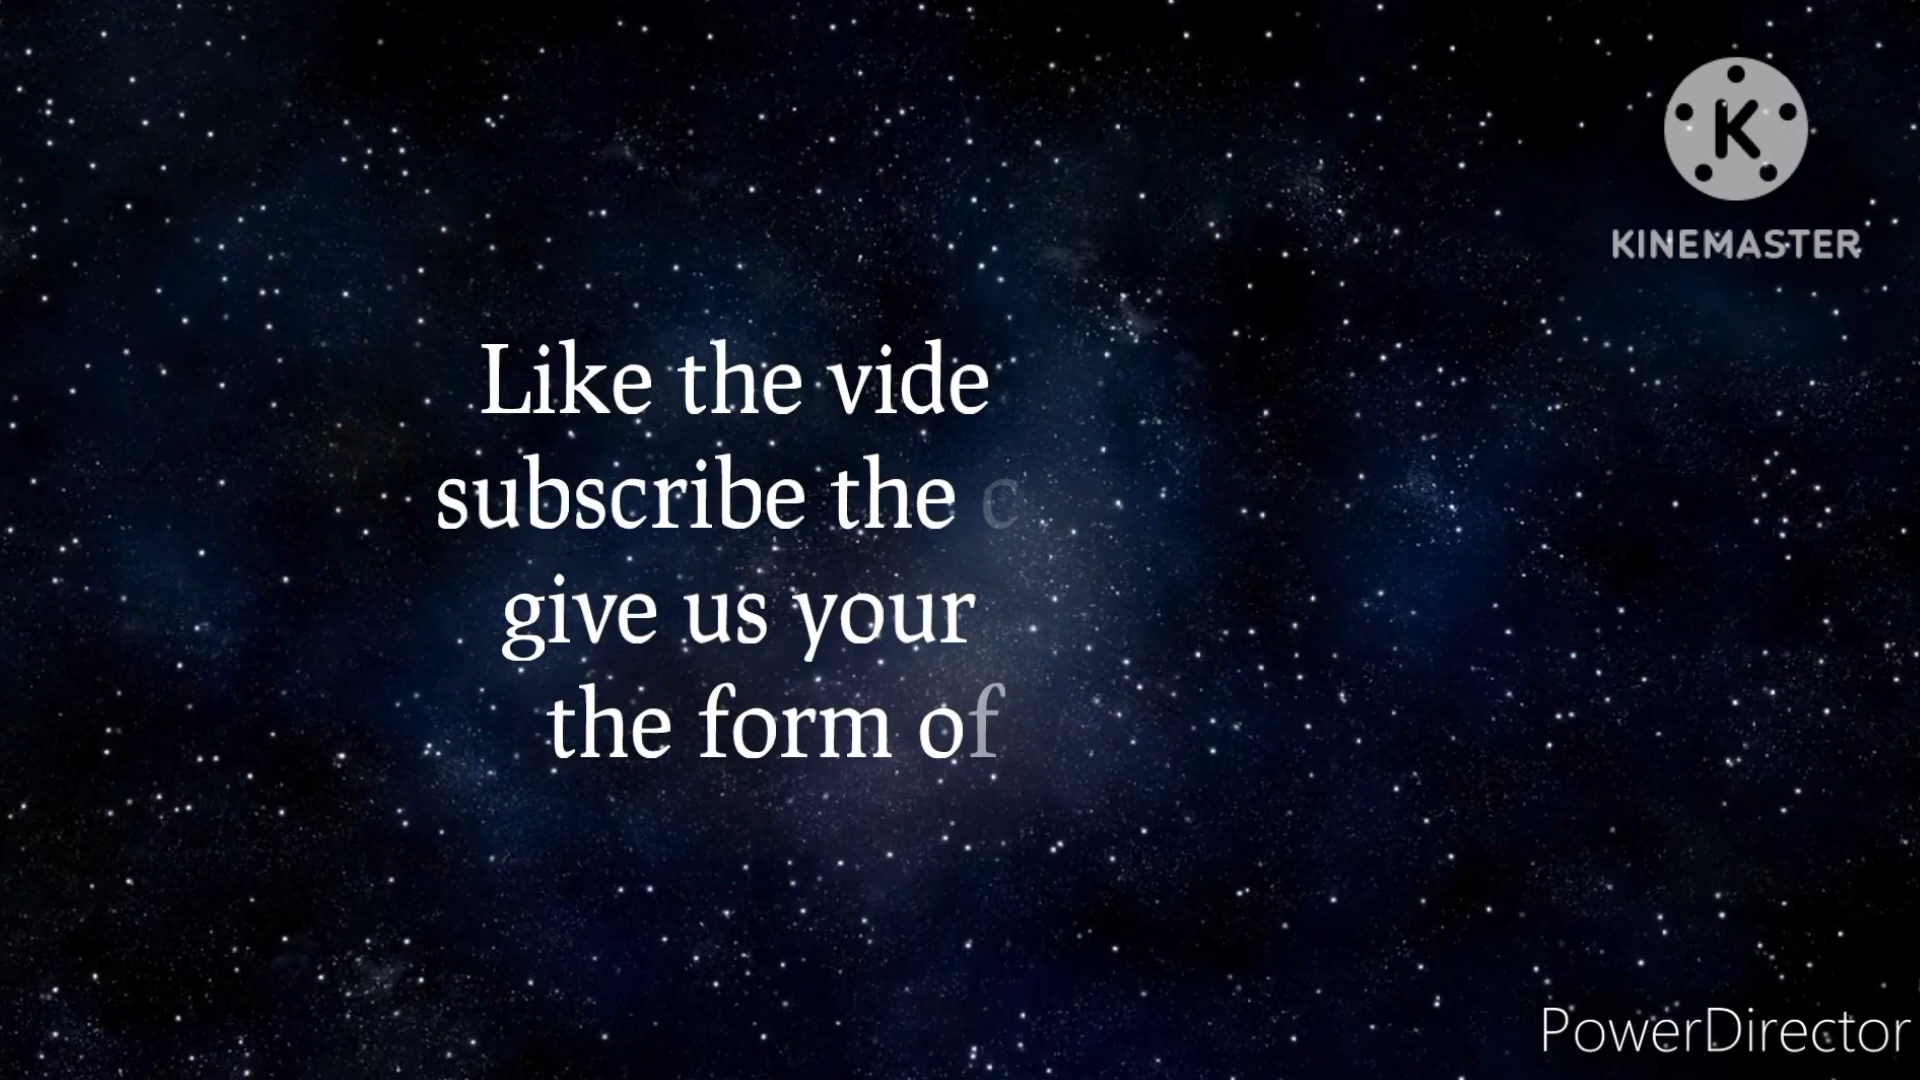 KINEMASTER
Like the vide
subscribe the c
give us your
the form of
PowerDirector